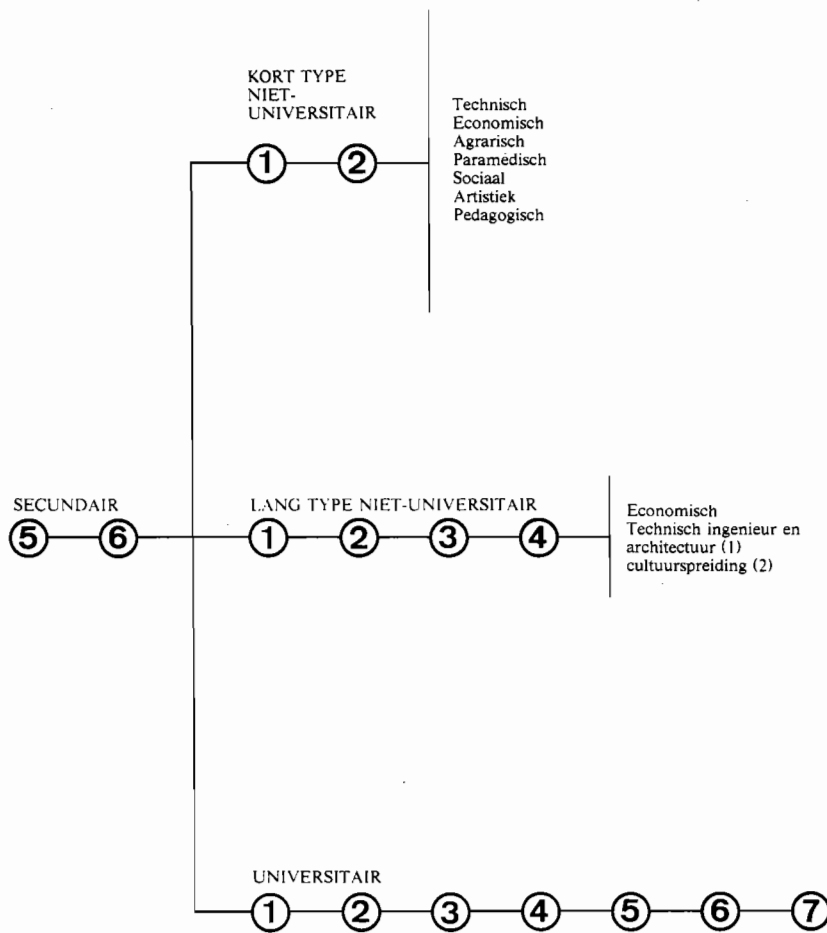 KORT TYPE
NIET-
UNIVERSITAIR
1 2
Technisch
Economisch
Agrarisch
Paramedisch
Sociaal
Artistiek
Pedagogisch
SECUNDAIR
5 6
LANG TYPE NIET-UNIVERSITAIR
1 2 3 4
Economisch
Technisch ingenieur en
architectuur (1)
cultuurspreiding (2)
UNIVERSITAIR
1 2 3 4 5 6 7